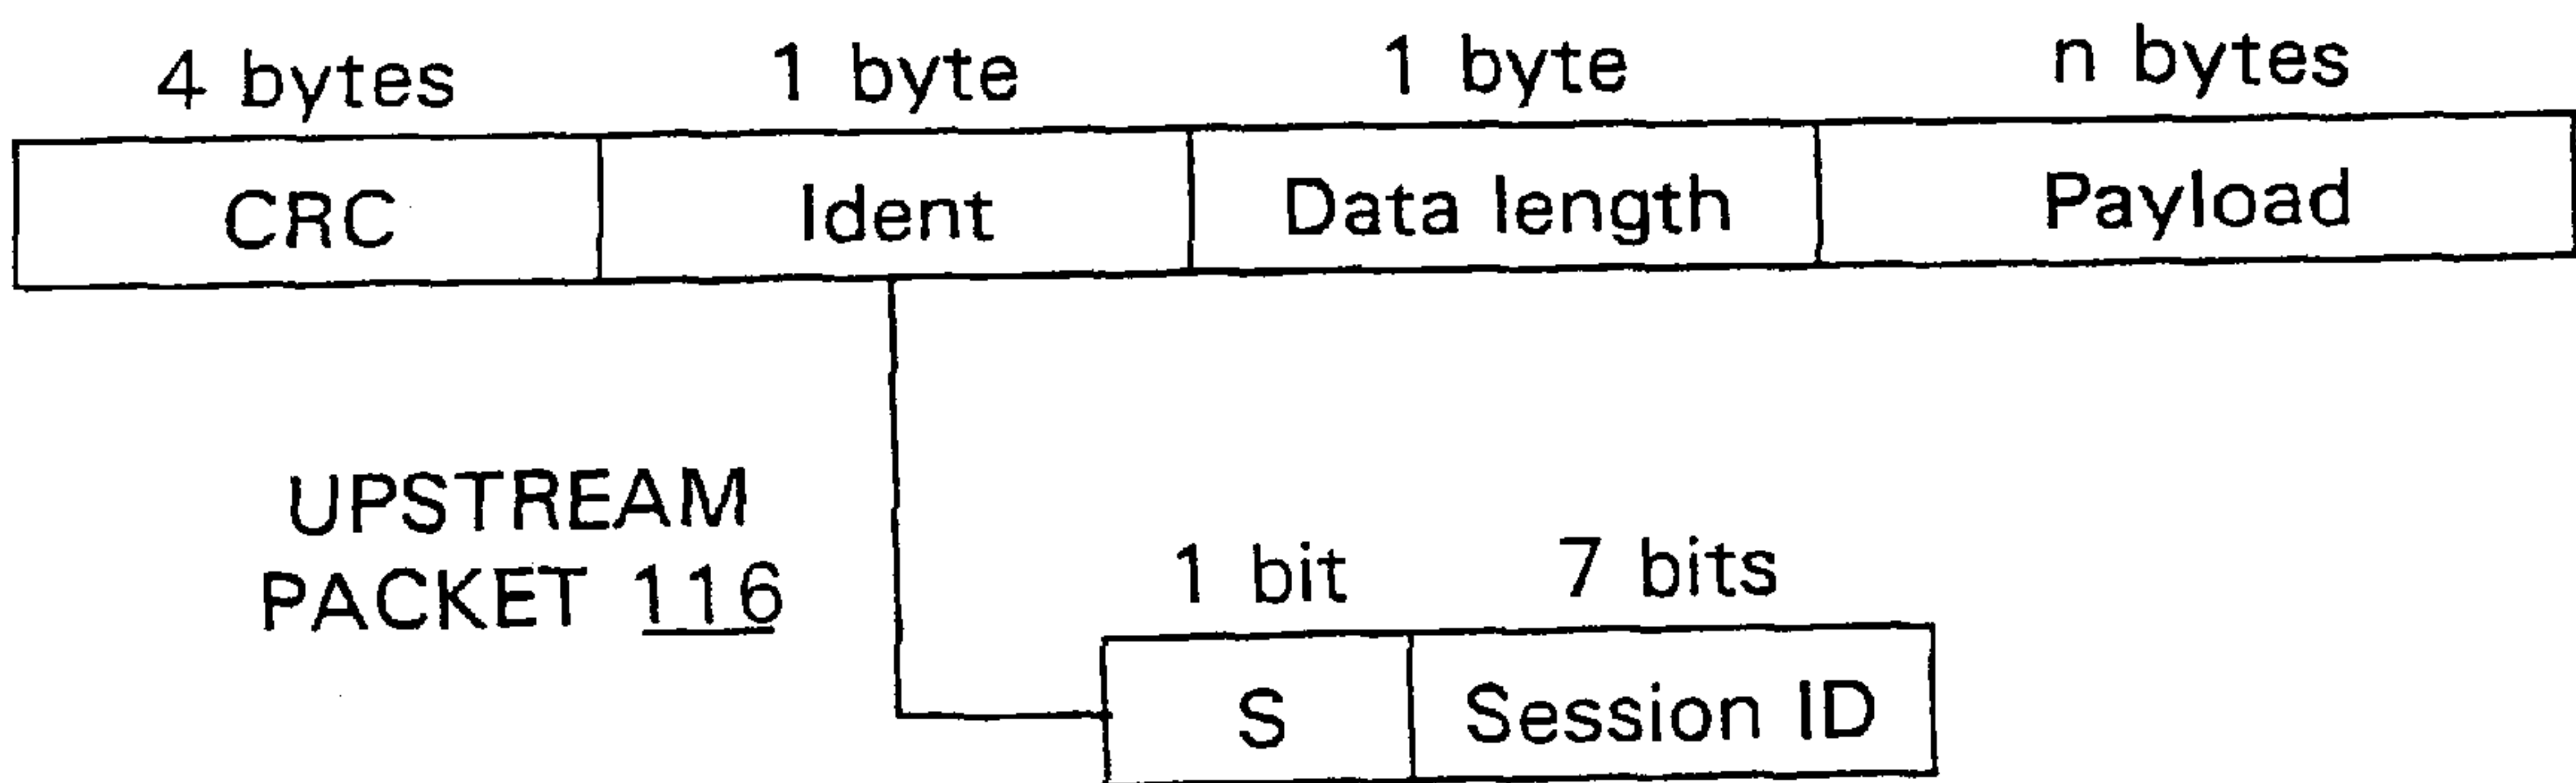 4 bytes 1 byte 1 byte n bytes
CRC Ident Data length Payload
UPSTREAM
PACKET 116
1 bit 7 bits
S Session ID